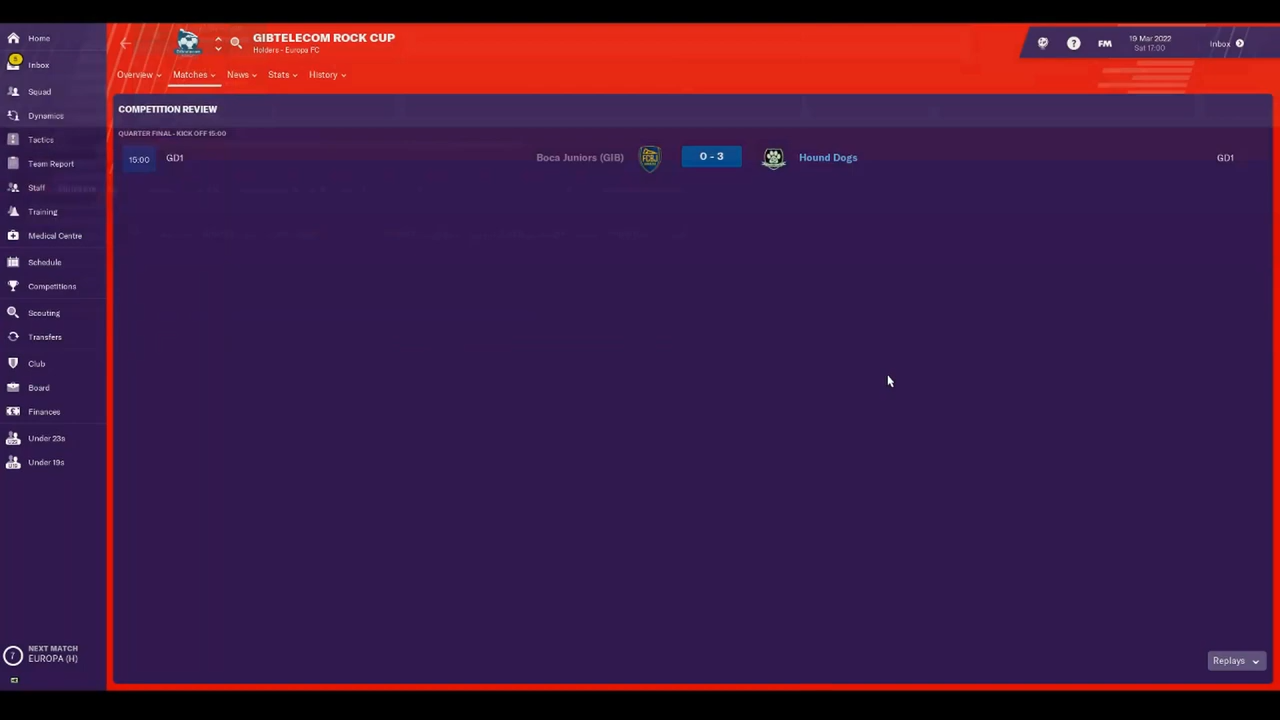 Home
GIBTELECOM ROCK CUP
Holders - Europa FC
19 Mar 2022
Sat 17:00
FM
Inbox
Inbox
Overview
Matches
News
Stats
History
Squad
Dynamics
Tactics
Team Report
Staff
Training
Medical Centre
Schedule
Competitions
Scouting
Transfers
Club
Board
Finances
Under 23s
Under 19s
COMPETITION REVIEW
QUARTER FINAL - KICK OFF 15:00
15:00 GD1 Boca Juniors (GIB) 0 - 3 Hound Dogs GD1
7 NEXT MATCH
EUROPA (H)
Replays